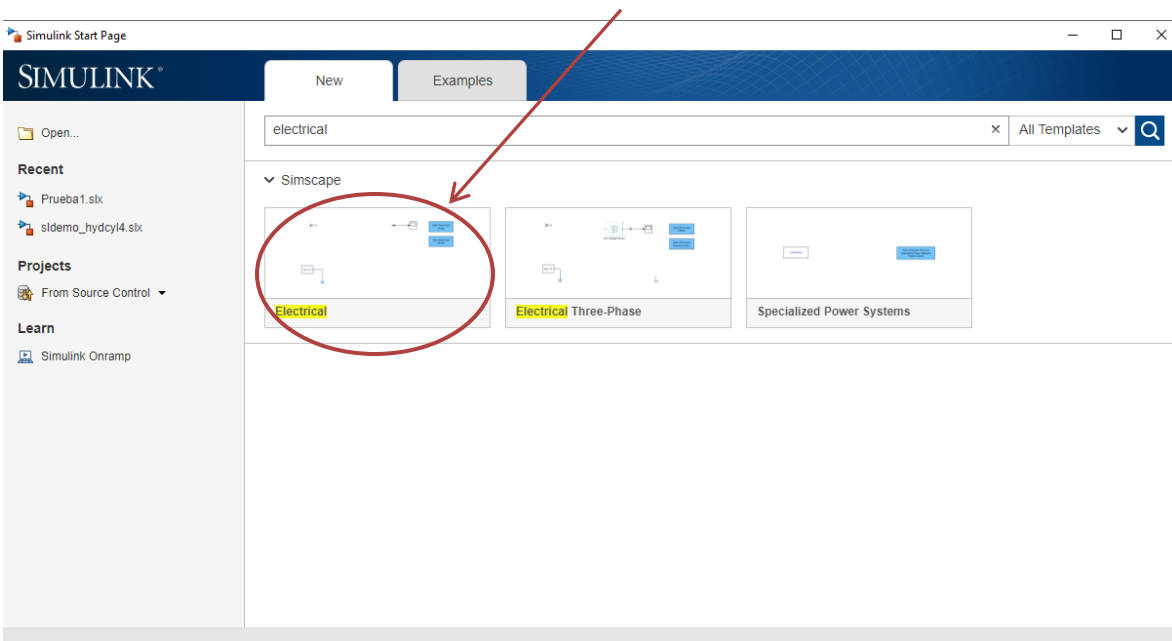 Simulink Start Page
SIMULINK®
New
Examples
Open...
electrical
All Templates
Recent
Prueba1.slx
sldemo_hydcyl4.slx
Projects
From Source Control
Learn
Simulink Onramp
Simscape
Electrical
Electrical Three-Phase
Specialized Power Systems